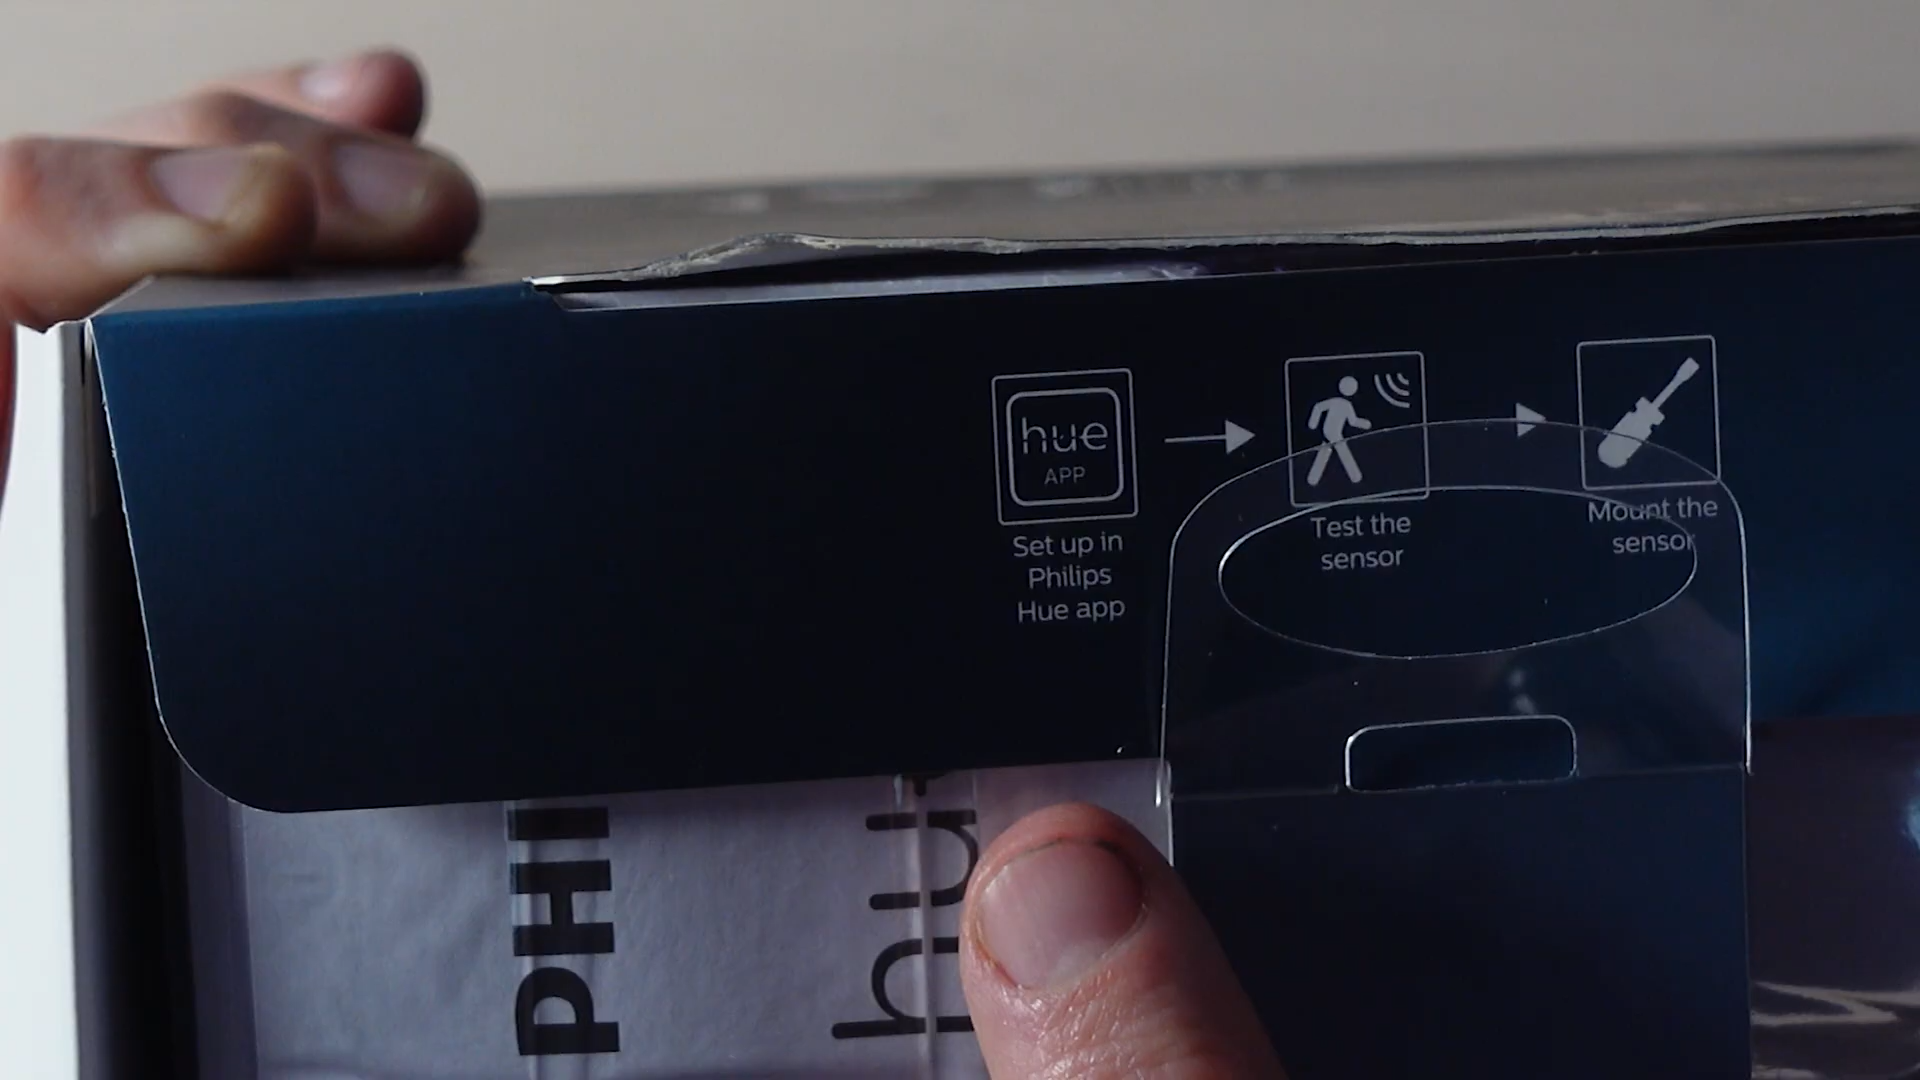 hue
APP
Set up in
Philips
Hue app
Test the
sensor
Mount the
sensor
PHI
hu